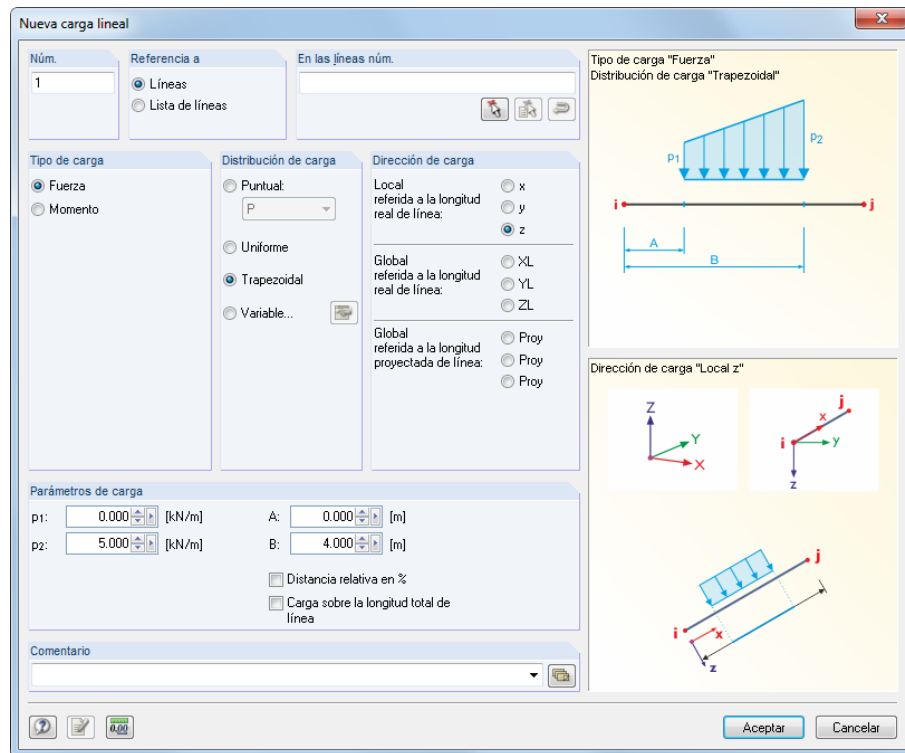 Nueva carga lineal
Núm.
1
Referencia a
Líneas
Lista de líneas
En las líneas núm.
Tipo de carga
Fuerza
Momento
Distribución de carga
Puntual:
P
Uniforme
Trapezoidal
Variable...
Dirección de carga
Local
referida a la longitud
real de línea:
x
y
z
Global
referida a la longitud
real de línea:
XL
YL
ZL
Global
referida a la longitud
proyectada de línea:
Proy
Proy
Proy
Parámetros de carga
p1: 0.000 [kN/m] A: 0.000 [m]
p2: 5.000 [kN/m] B: 4.000 [m]
Distancia relativa en %
Carga sobre la longitud total de
línea
Comentario
Tipo de carga "Fuerza"
Distribución de carga "Trapezoidal"
p1
p2
i
j
A
B
Dirección de carga "Local z"
Z
Y
X
j
x
i
y
z
j
i
x
z
0.00
Aceptar
Cancelar